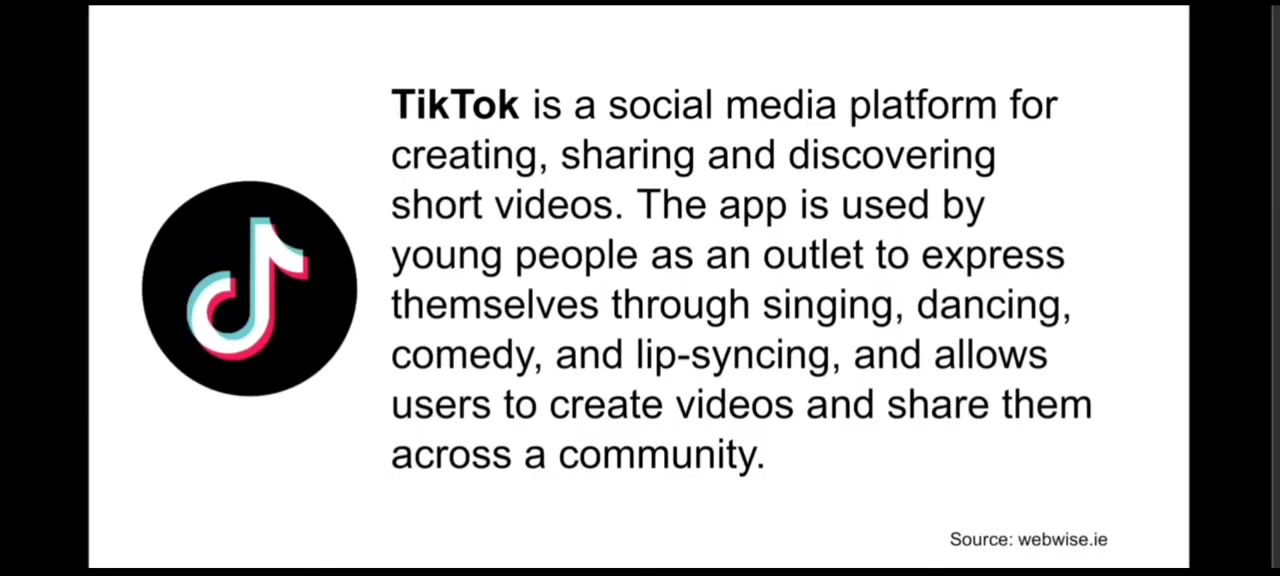 TikTok is a social media platform for
creating, sharing and discovering
short videos. The app is used by
young people as an outlet to express
themselves through singing, dancing,
comedy, and lip-syncing, and allows
users to create videos and share them
across a community.
Source: webwise.ie